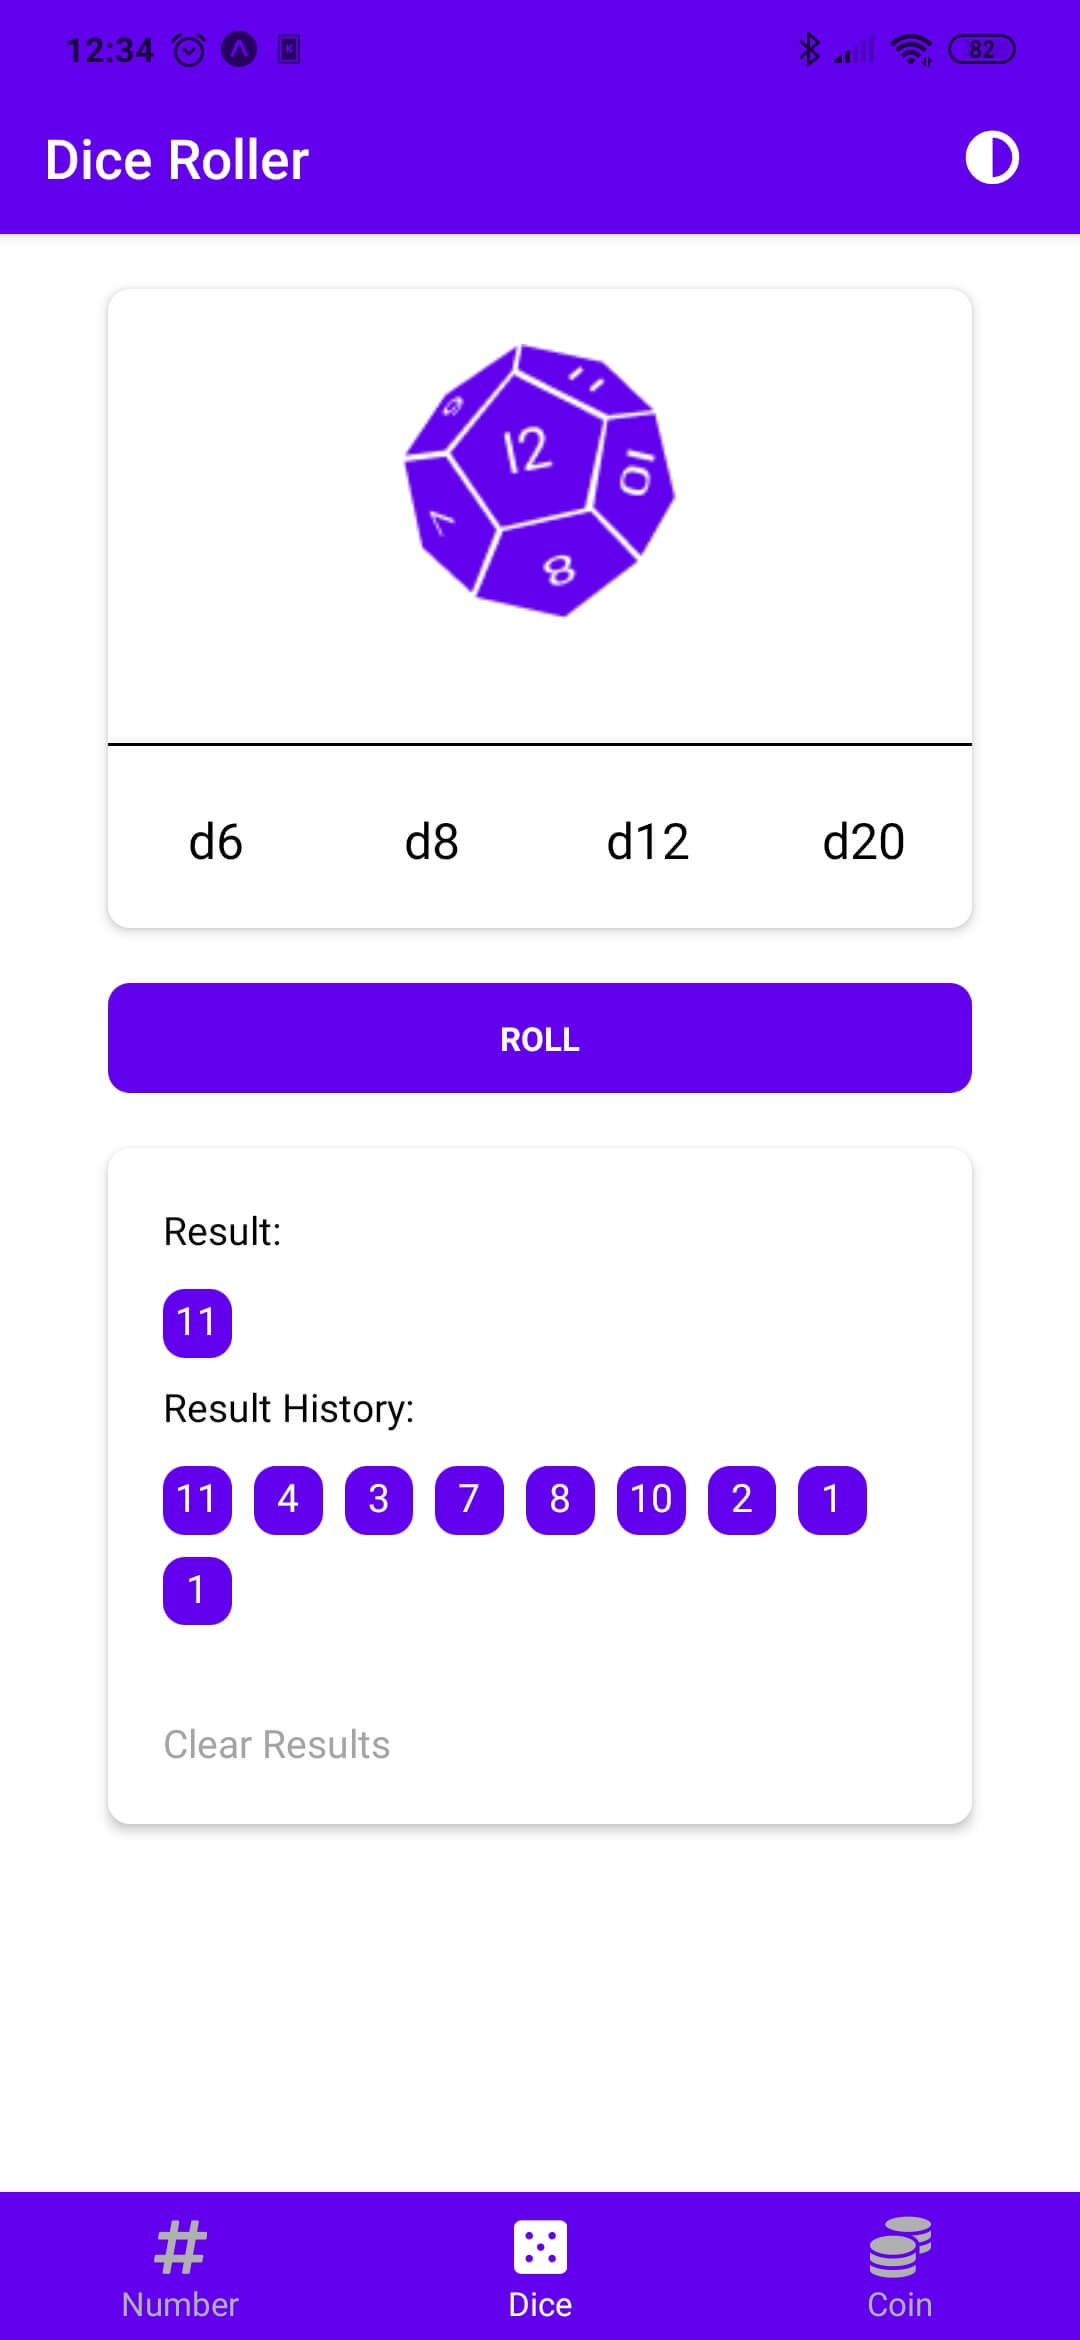 12:34 82
Dice Roller
11
6
12
10
7
8
d6 d8 d12 d20
ROLL
Result:
11
Result History:
11 4 3 7 8 10 2 1
1
Clear Results
Number Dice Coin